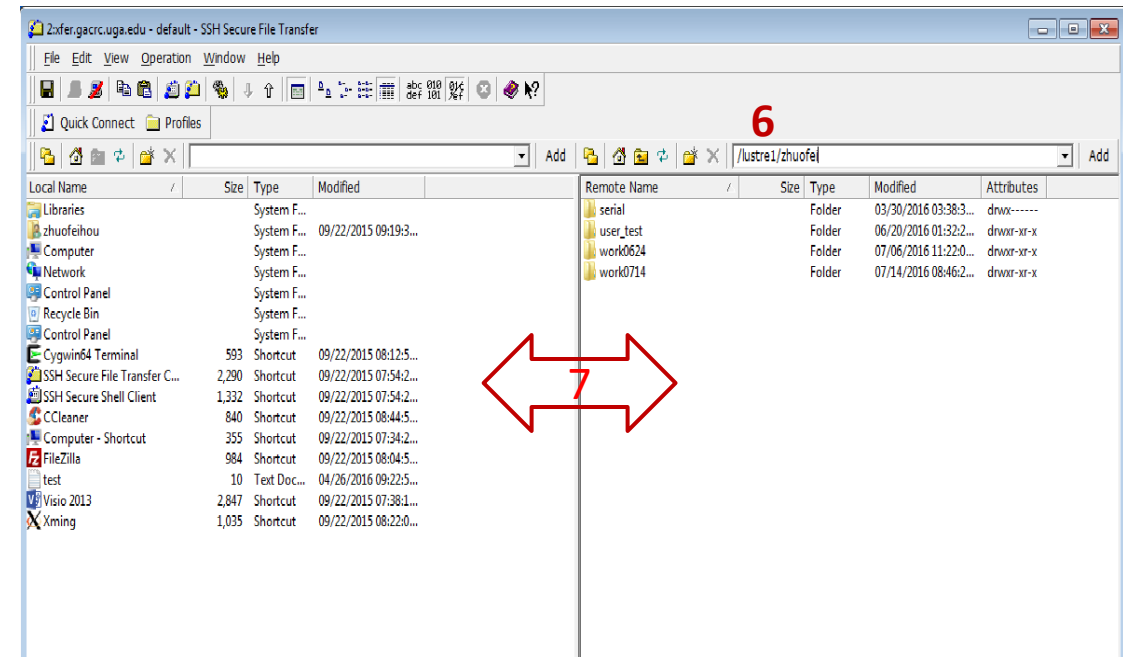 2:xfer.gacrc.uga.edu - default - SSH Secure File Transfer
File Edit View Operation Window Help
abc def 010 101
Quick Connect Profiles
6
Add /lustre1/zhuofei Add
Local Name / Size Type Modified
Libraries System F...
zhuofeihou System F... 09/22/2015 09:19:3...
Computer System F...
Network System F...
Control Panel System F...
Recycle Bin System F...
Control Panel System F...
Cygwin64 Terminal 593 Shortcut 09/22/2015 08:12:5...
SSH Secure File Transfer C... 2,290 Shortcut 09/22/2015 07:54:2...
SSH Secure Shell Client 1,332 Shortcut 09/22/2015 07:54:2...
CCleaner 840 Shortcut 09/22/2015 08:44:5...
Computer - Shortcut 355 Shortcut 09/22/2015 07:34:2...
FileZilla 984 Shortcut 09/22/2015 08:04:5...
test 10 Text Doc... 04/26/2016 09:22:5...
Visio 2013 2,847 Shortcut 09/22/2015 07:38:1...
Xming 1,035 Shortcut 09/22/2015 08:22:0...
7
Remote Name / Size Type Modified Attributes
serial Folder 03/30/2016 03:38:3... drwx------
user_test Folder 06/20/2016 01:32:2... drwxr-xr-x
work0624 Folder 07/06/2016 11:22:0... drwxr-xr-x
work0714 Folder 07/14/2016 08:46:2... drwxr-xr-x